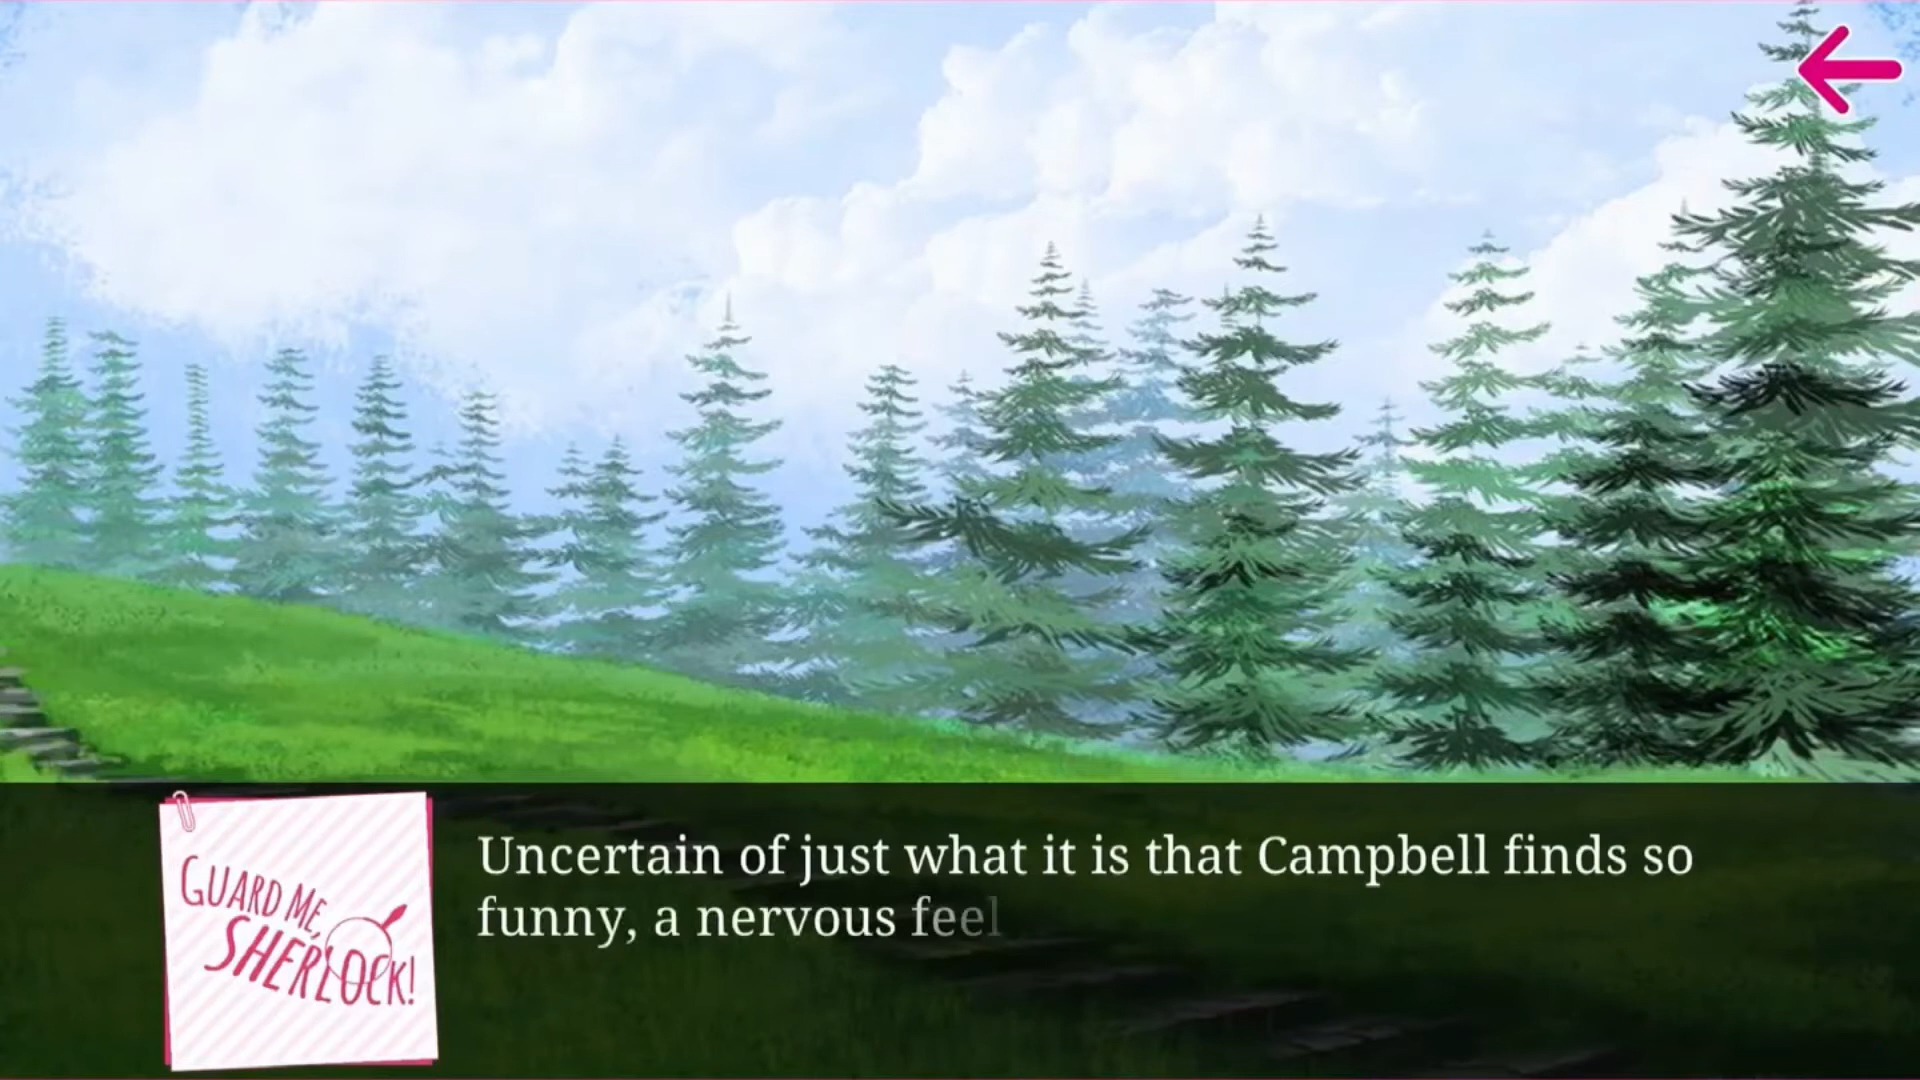 Uncertain of just what it is that Campbell finds so
funny, a nervous feel
GUARD ME,
SHERLOCK!